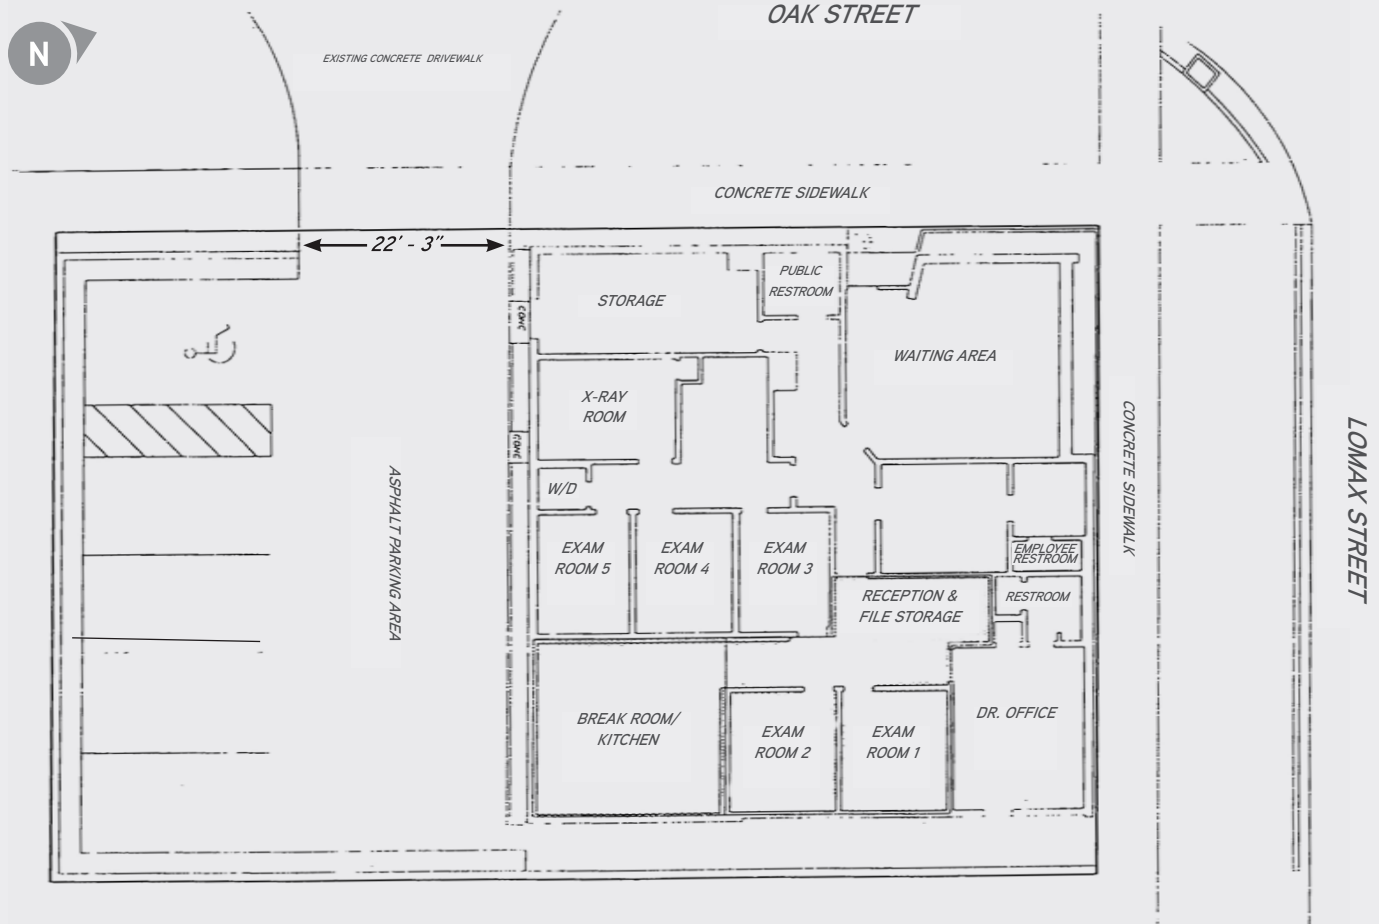 OAK STREET
N
EXISTING CONCRETE DRIVEWALK
CONCRETE SIDEWALK
22' - 3"
PUBLIC
RESTROOM
STORAGE
CONC
WAITING AREA
X-RAY
ROOM
CONC
CONCRETE SIDEWALK
LOMAX STREET
ASPHALT PARKING AREA
W/D
EXAM
ROOM 5
EXAM
ROOM 4
EXAM
ROOM 3
EMPLOYEE
RESTROOM
RECEPTION &
FILE STORAGE
RESTROOM
BREAK ROOM/
KITCHEN
EXAM
ROOM 2
EXAM
ROOM 1
DR. OFFICE